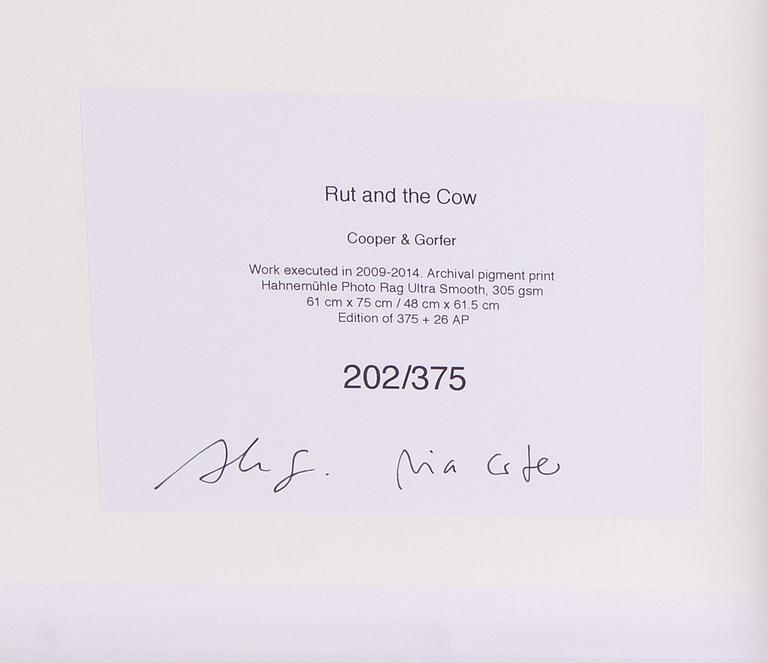 Rut and the Cow
Cooper & Gorfer
Work executed in 2009-2014. Archival pigment print
Hahnemühle Photo Rag Ultra Smooth, 305 gsm
61 cm x 75 cm / 48 cm x 61.5 cm
Edition of 375 + 26 AP
202/375
Nia